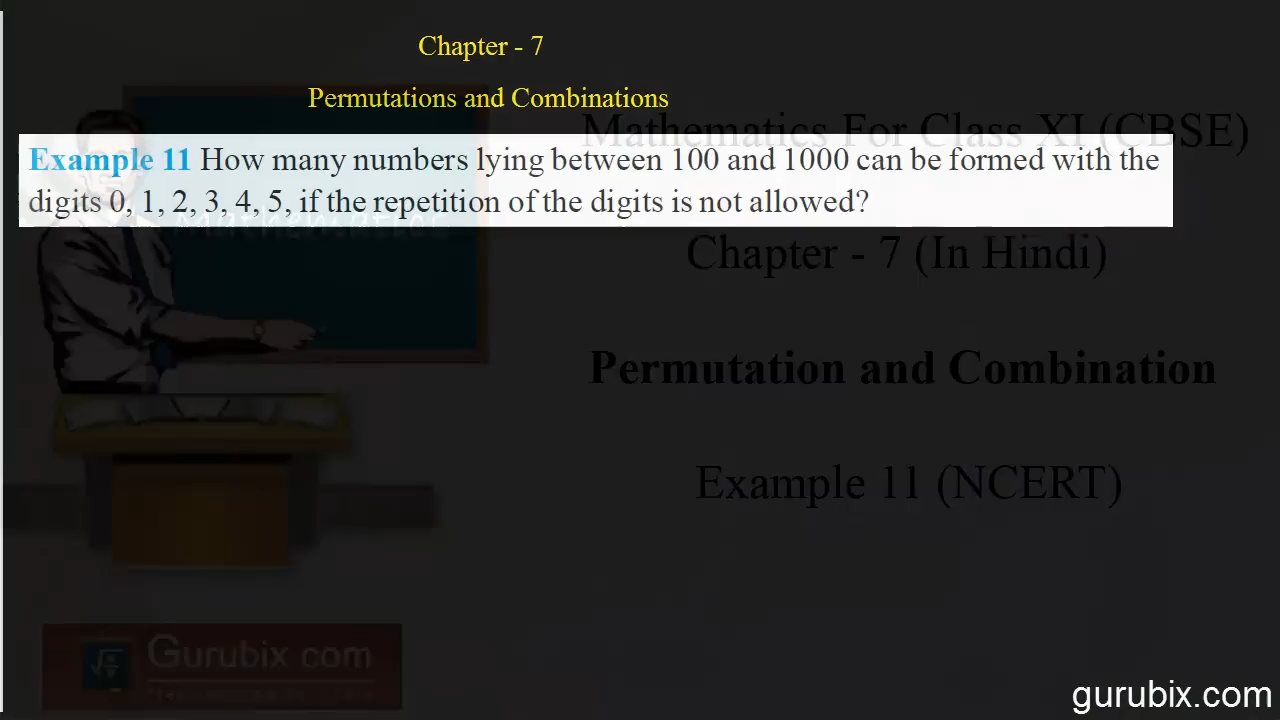 Chapter - 7
Permutations and Combinations
Mathematics For Class XI (CBSE)
Example 11 How many numbers lying between 100 and 1000 can be formed with the
digits 0, 1, 2, 3, 4, 5, if the repetition of the digits is not allowed?
Mathematics
Chapter - 7 (In Hindi)
Permutation and Combination
Example 11 (NCERT)
Gurubix com
gurubix.com